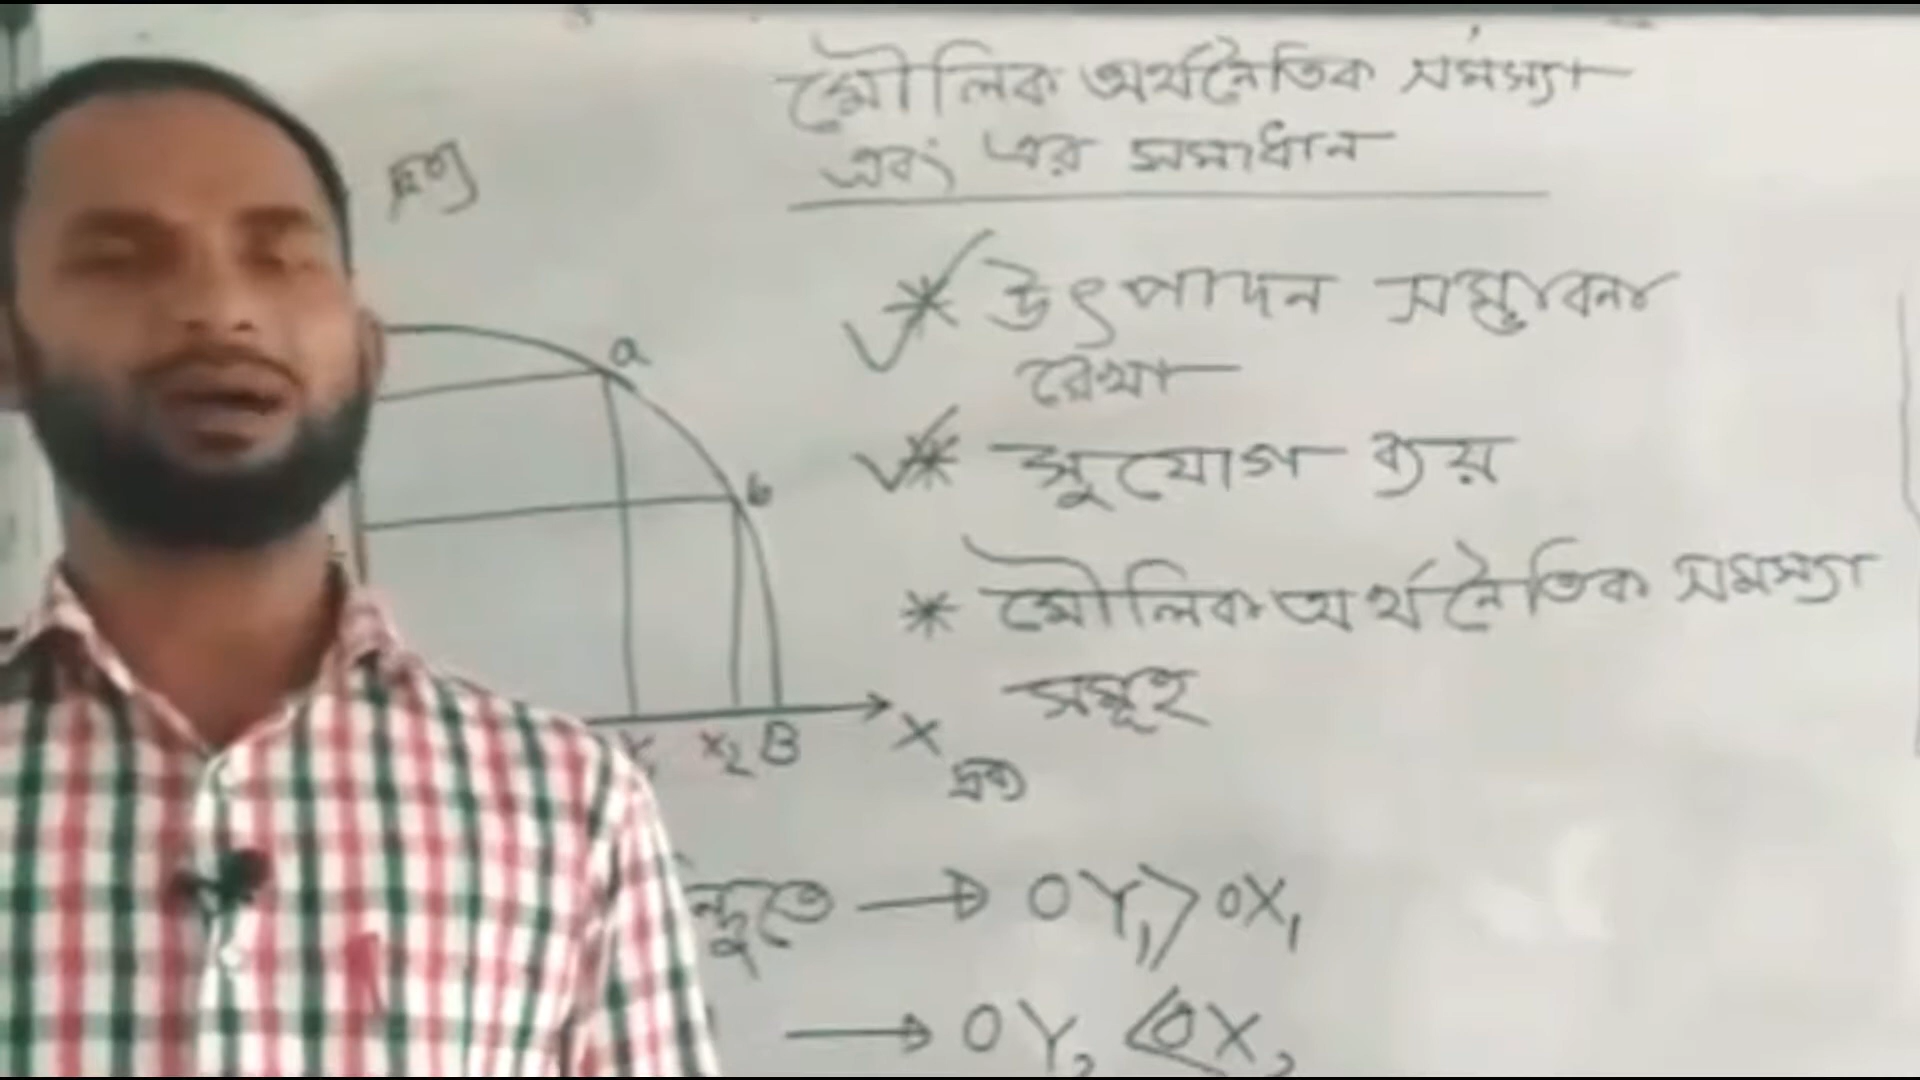 মৌলিক অর্থনৈতিক সমস্যা
এবং এর সমাধান
দ্রব্য
* উৎপাদন সম্ভাবনা
রেখা
* সুযোগ ব্যয়
* মৌলিক অর্থনৈতিক সমস্যা
সমূহ
a
b
X₂ B X
দ্রব্য
ন্দুতে → OY₁ > OX₁
→ OY₂ < OX₂